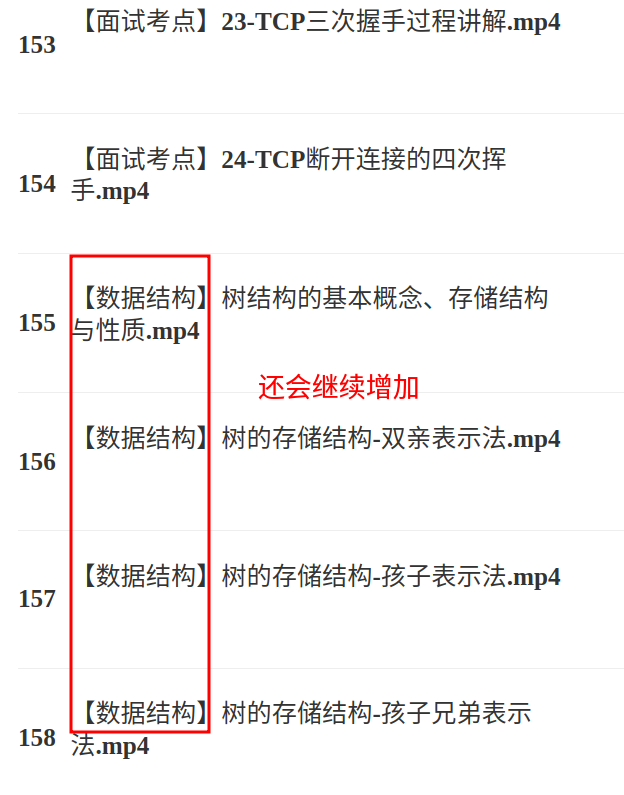 【面试考点】23-TCP三次握手过程讲解.mp4
153
【面试考点】24-TCP断开连接的四次挥
154
手.mp4
【数据结构】树结构的基本概念、存储结构
155
与性质.mp4
还会继续增加
【数据结构】树的存储结构-双亲表示法.mp4
156
【数据结构】树的存储结构-孩子表示法.mp4
157
【数据结构】树的存储结构-孩子兄弟表示
158
法.mp4